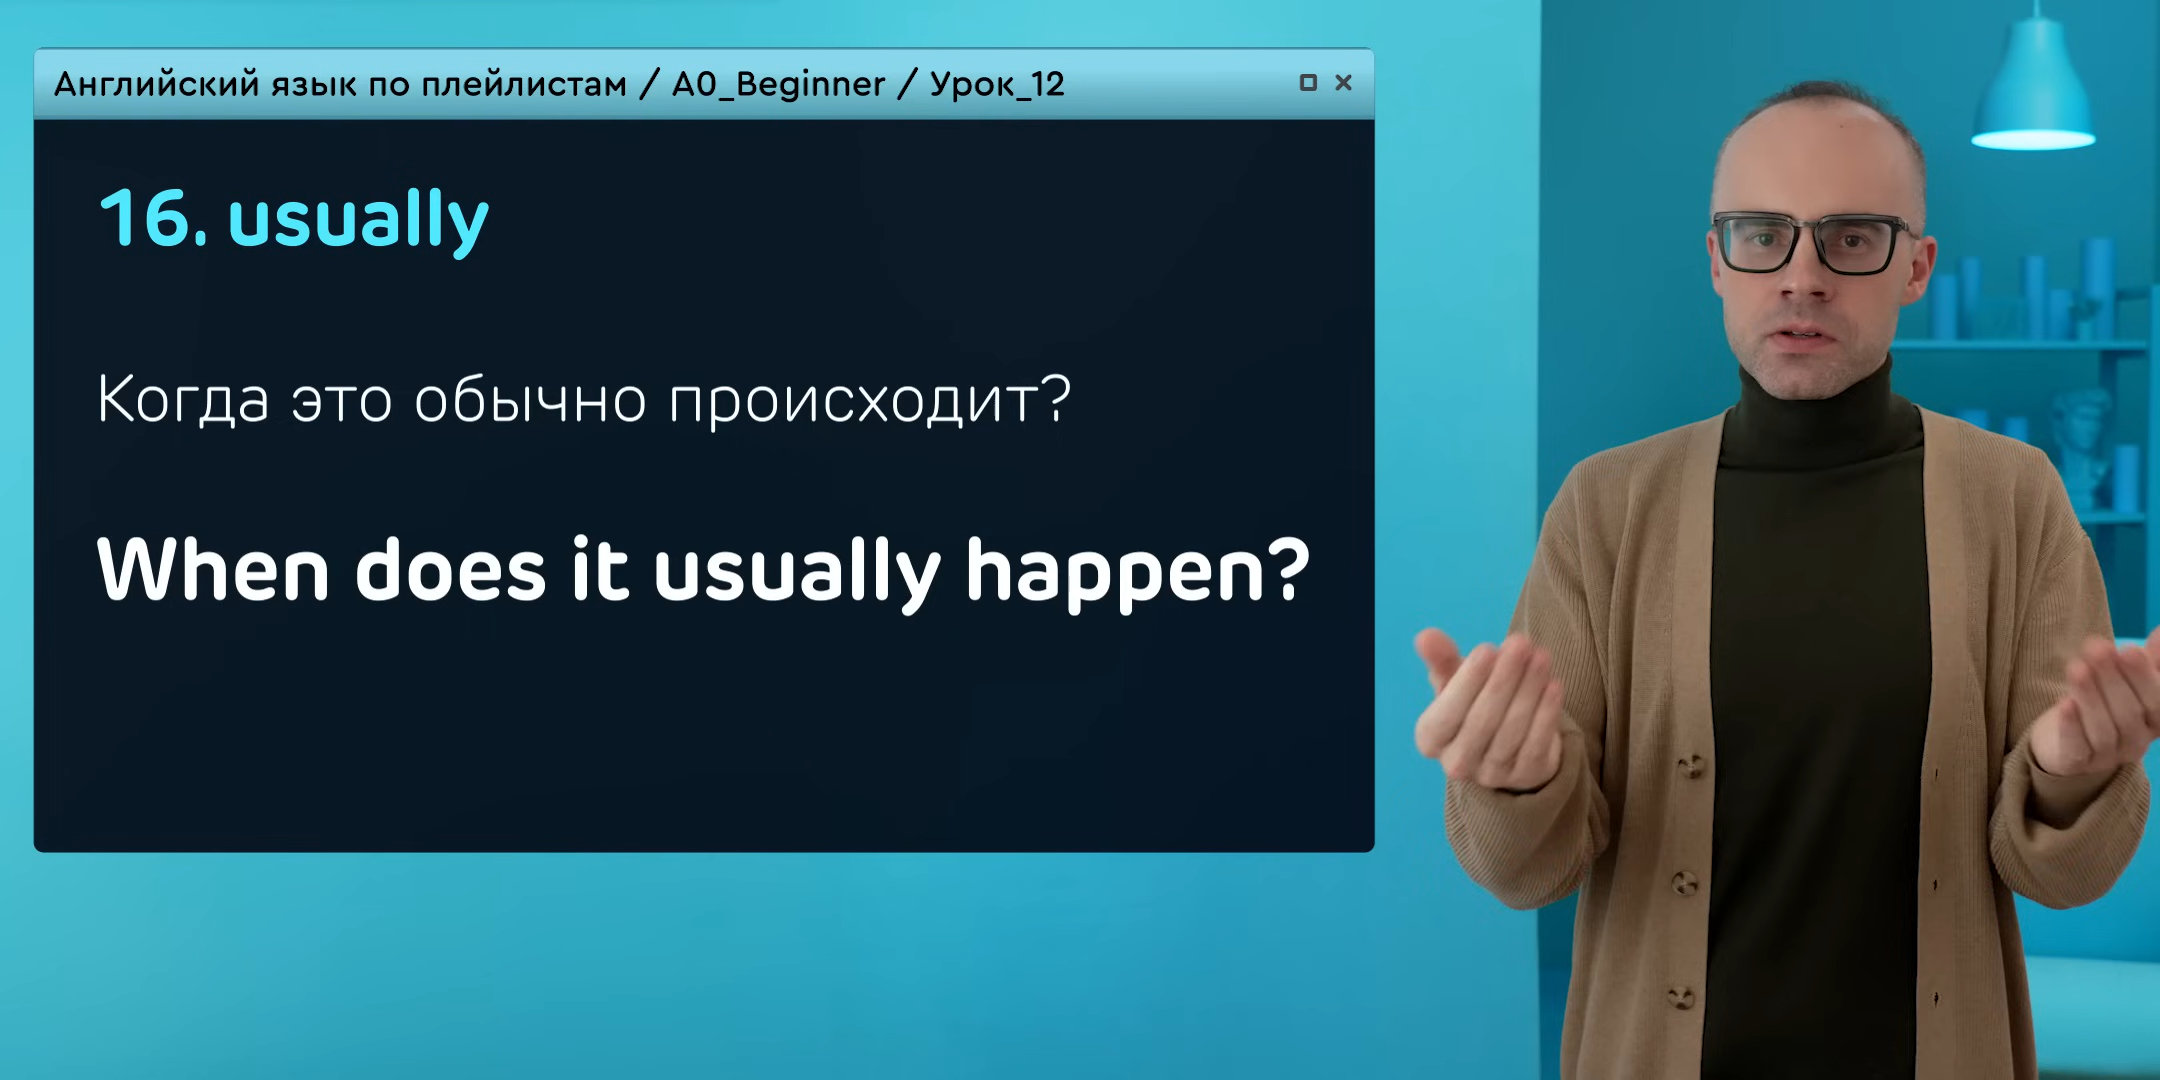 Английский язык по плейлистам / A0_Beginner / Урок_12
16. usually
Когда это обычно происходит?
When does it usually happen?